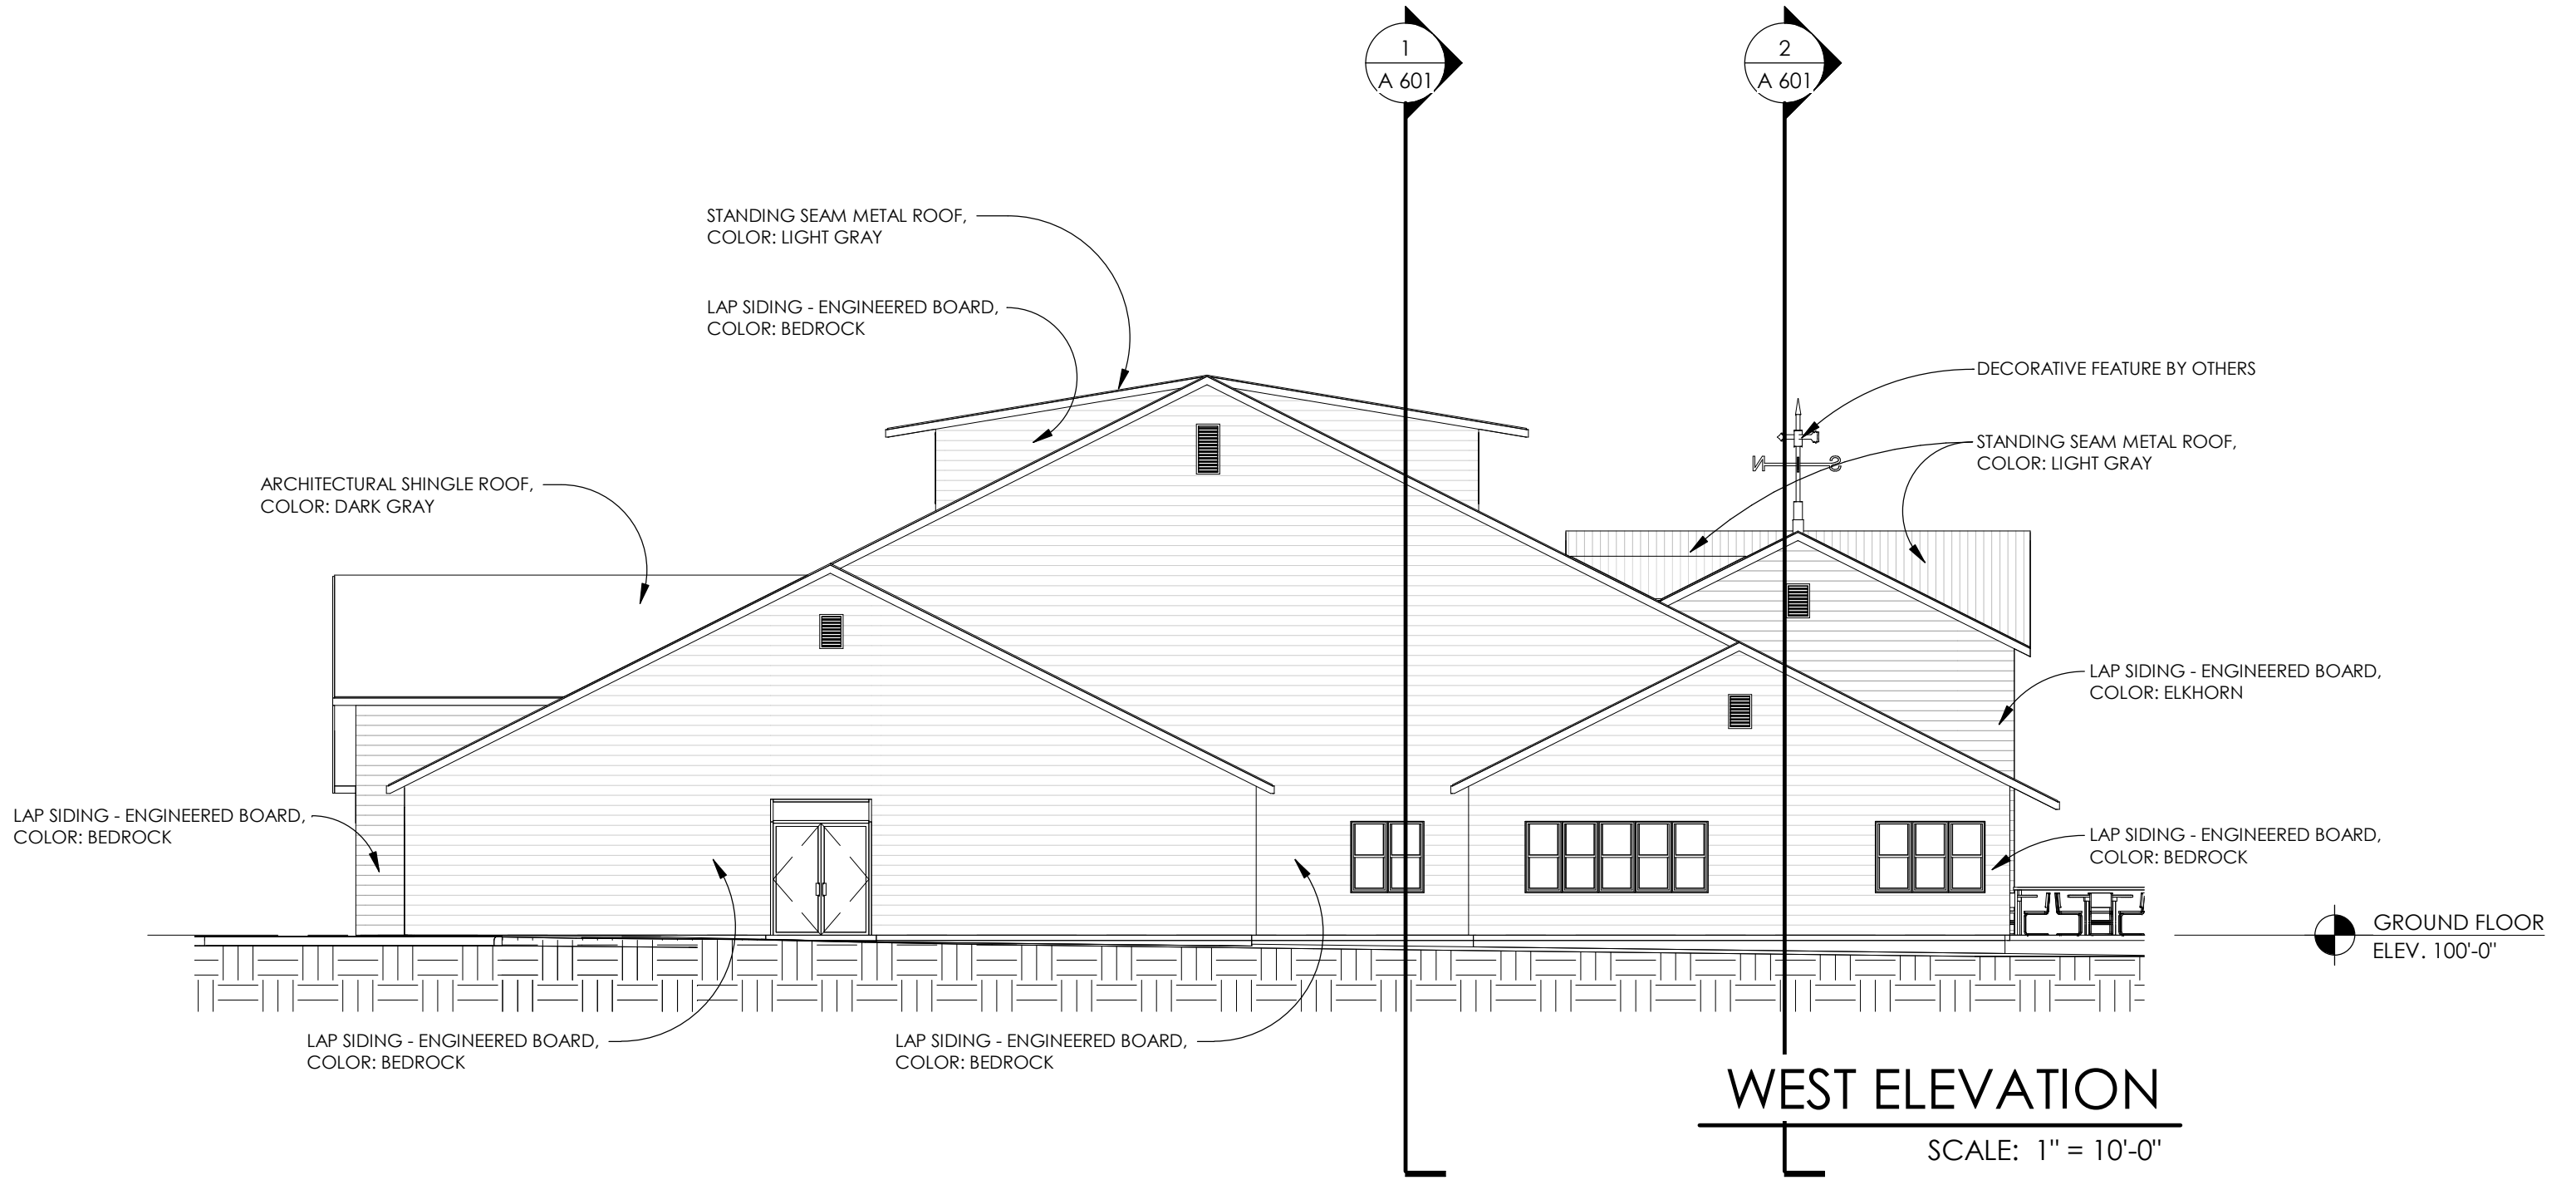 1
A 601
2
A 601
STANDING SEAM METAL ROOF,
COLOR: LIGHT GRAY
LAP SIDING - ENGINEERED BOARD,
COLOR: BEDROCK
DECORATIVE FEATURE BY OTHERS
STANDING SEAM METAL ROOF,
COLOR: LIGHT GRAY
N S
ARCHITECTURAL SHINGLE ROOF,
COLOR: DARK GRAY
LAP SIDING - ENGINEERED BOARD,
COLOR: ELKHORN
LAP SIDING - ENGINEERED BOARD,
COLOR: BEDROCK
LAP SIDING - ENGINEERED BOARD,
COLOR: BEDROCK
GROUND FLOOR
ELEV. 100'-0"
LAP SIDING - ENGINEERED BOARD,
COLOR: BEDROCK
LAP SIDING - ENGINEERED BOARD,
COLOR: BEDROCK
WEST ELEVATION
SCALE: 1" = 10'-0"